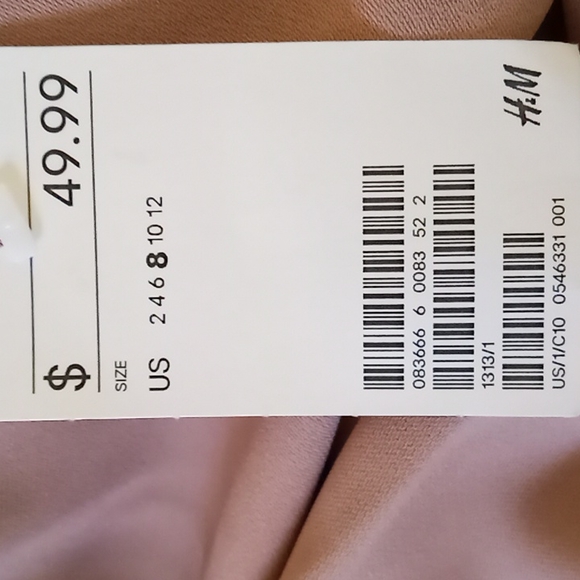 $ 49.99
SIZE
US 2 4 6 8 10 12
083666 6 0083 52 2
1313/1
US/1/C10 0546331 001
H&M